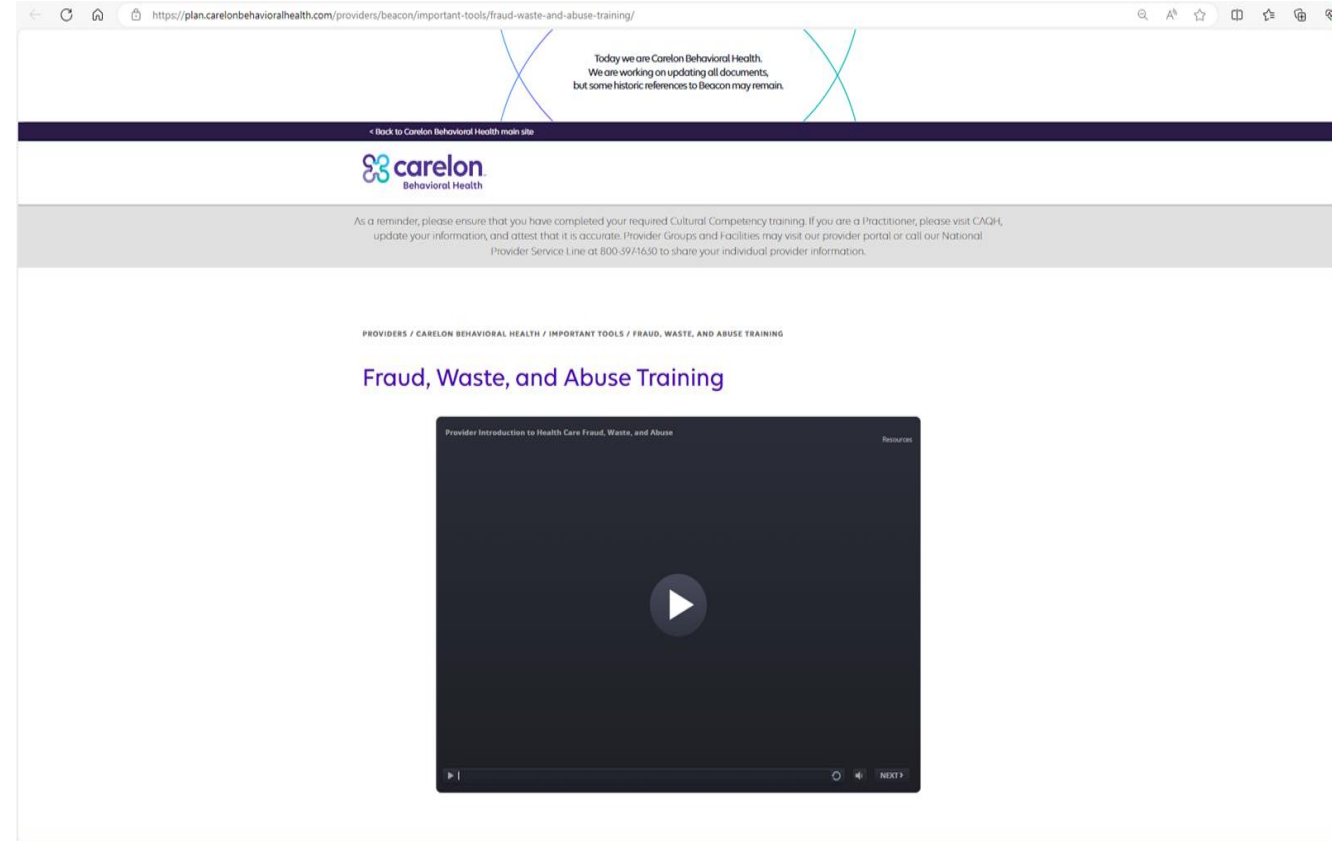 https://plan.carelonbehavioralhealth.com/providers/beacon/important-tools/fraud-waste-and-abuse-training/
Today we are Carelon Behavioral Health.
We are working on updating all documents,
but some historic references to Beacon may remain.
< Back to Carelon Behavioral Health main site
carelon
Behavioral Health
As a reminder, please ensure that you have completed your required Cultural Competency training. If you are a Practitioner, please visit CAQH,
update your information, and attest that it is accurate. Provider Groups and Facilities may visit our provider portal or call our National
Provider Service Line at 800-397-1630 to share your individual provider information.
PROVIDERS / CARELON BEHAVIORAL HEALTH / IMPORTANT TOOLS / FRAUD, WASTE, AND ABUSE TRAINING
Fraud, Waste, and Abuse Training
Provider Introduction to Health Care Fraud, Waste, and Abuse
Resources
NEXT >